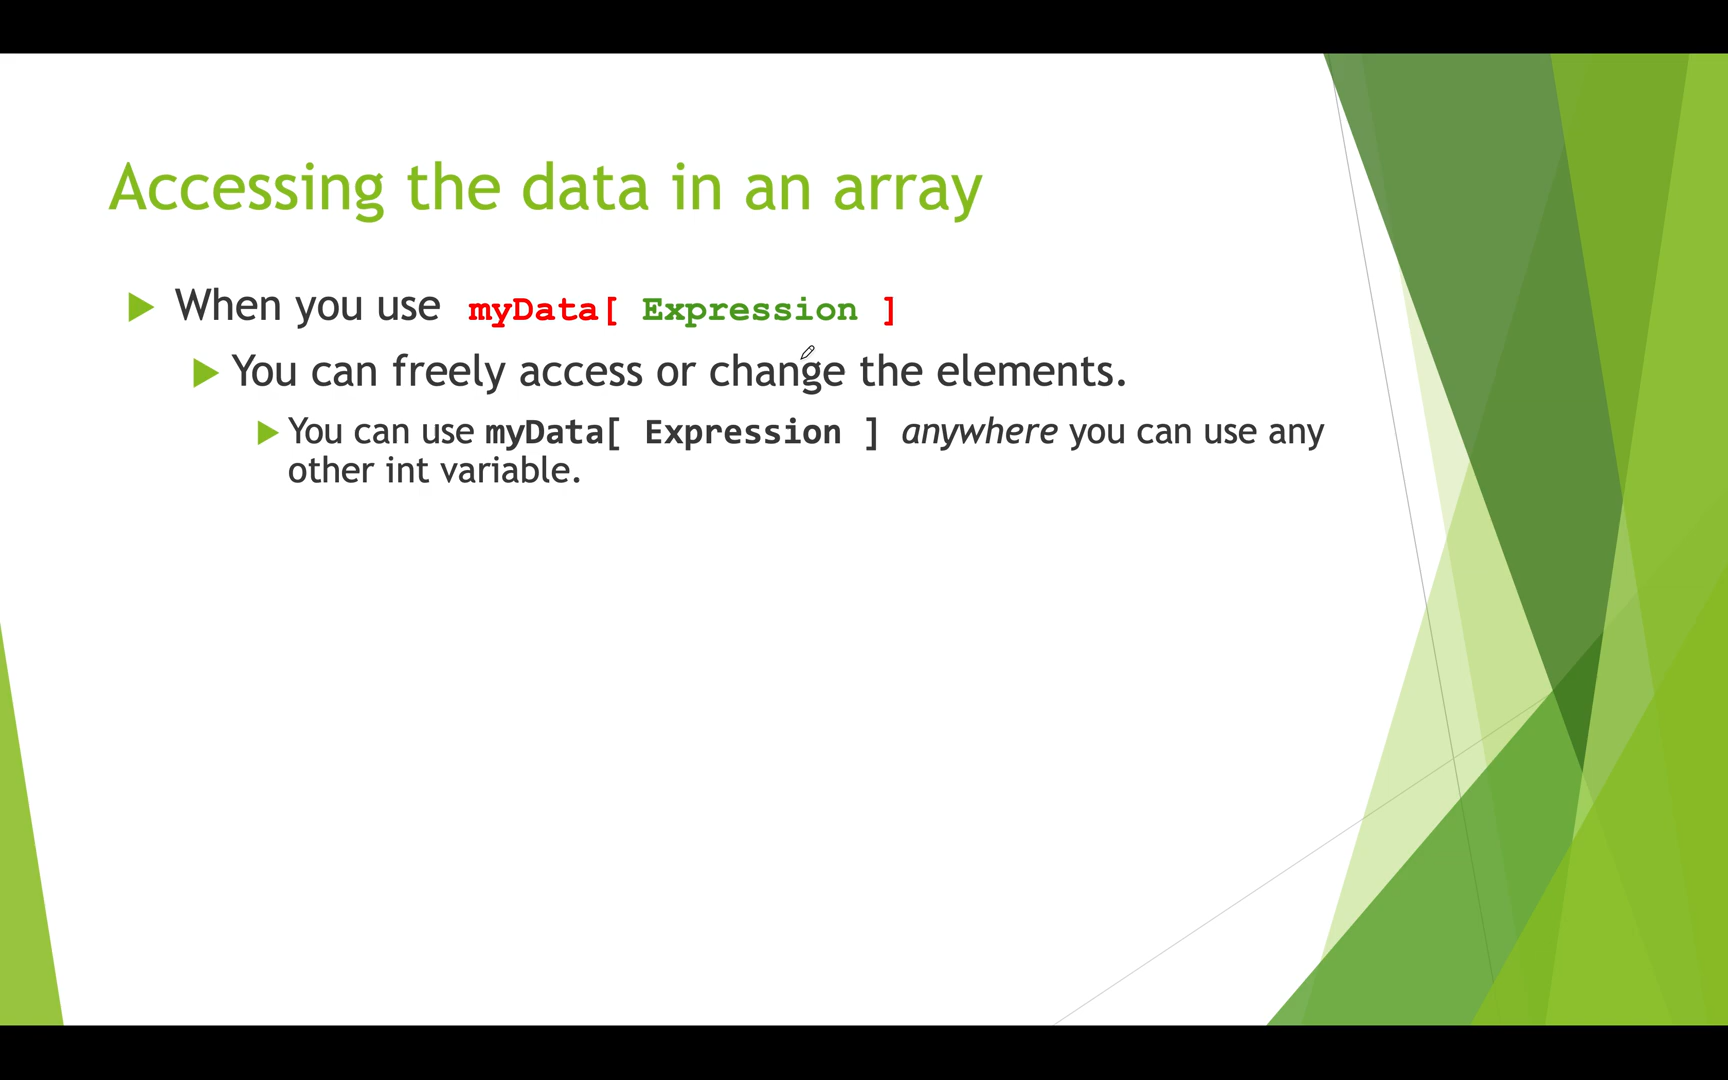 Accessing the data in an array
When you use myData[ Expression ]
You can freely access or change the elements.
You can use myData[ Expression ] anywhere you can use any
other int variable.